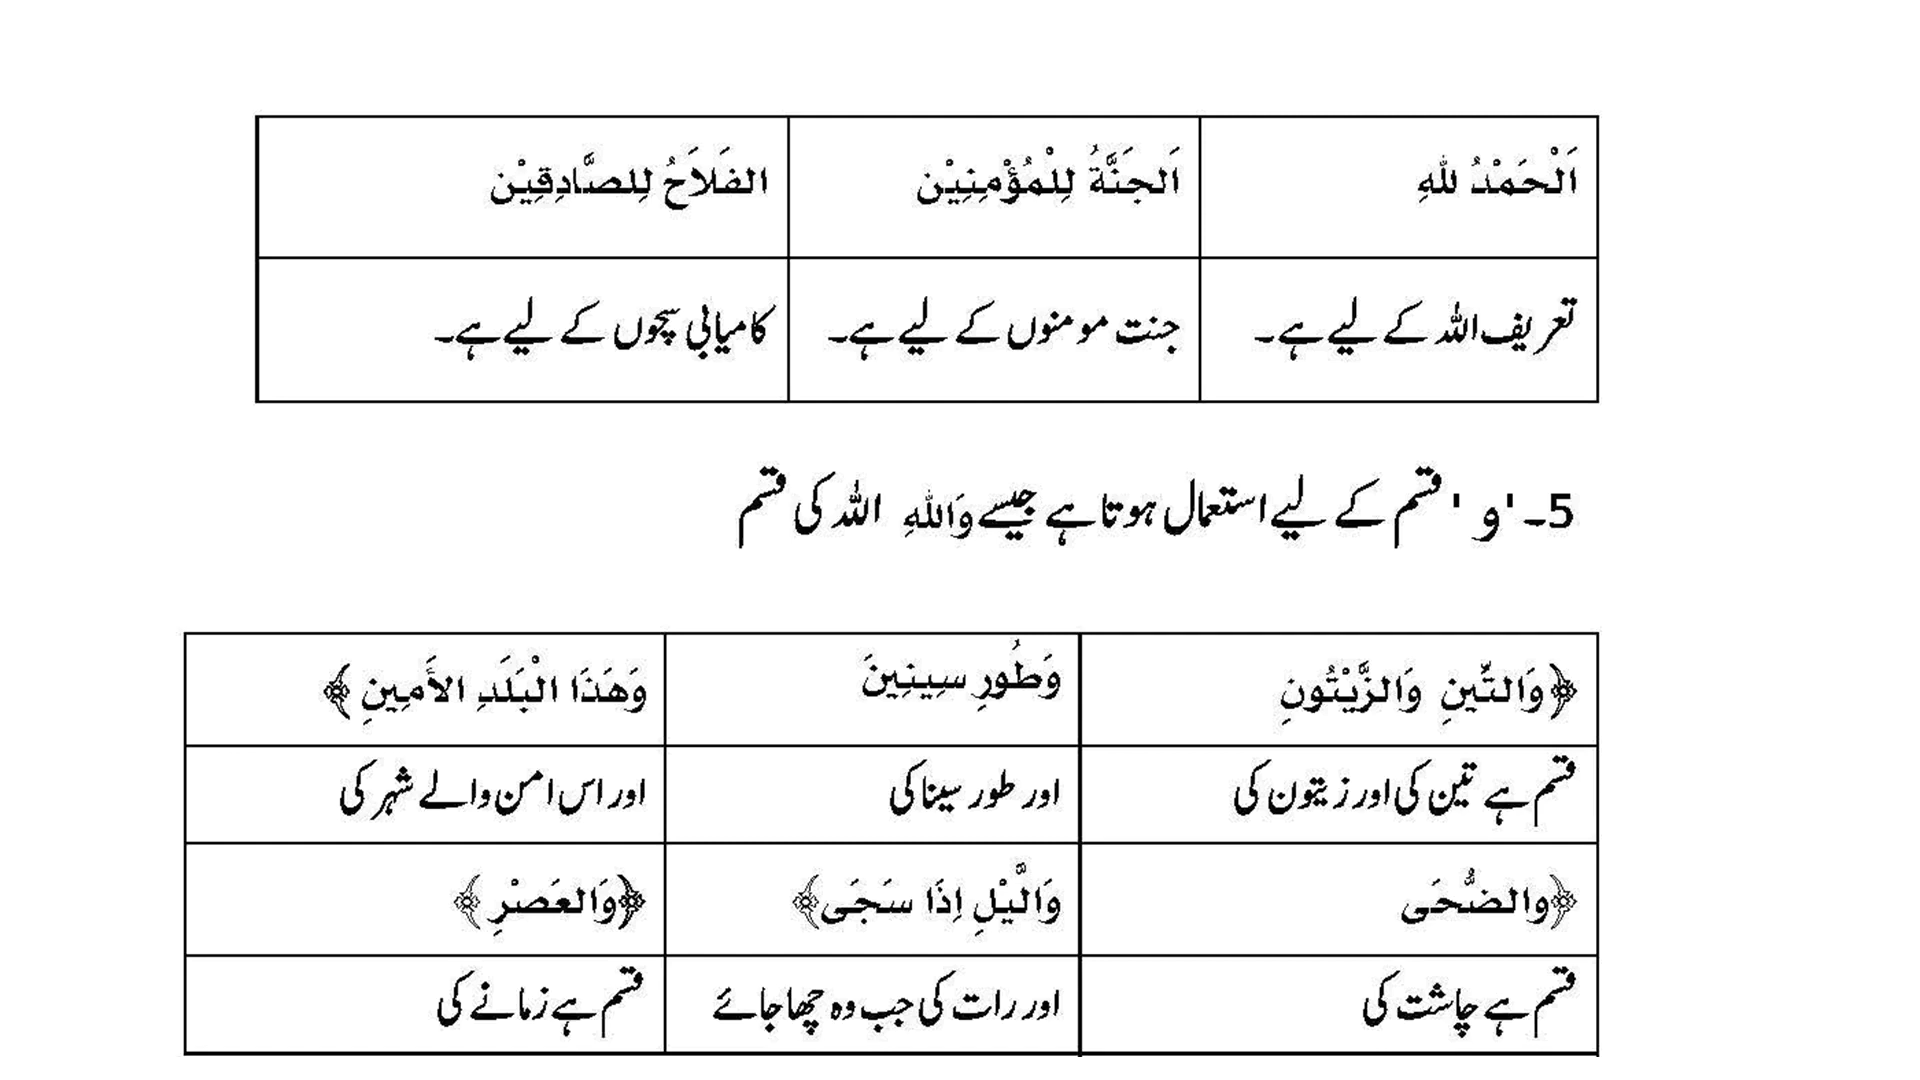 اَلْحَمْدُ لِلّٰهِ	اَلجَنَّةُ لِلْمُؤْمِنِيْن	الفَلاَحُ لِلصَّادِقِيْن
تعریف اللہ کے لیے ہے۔	جنت مومنوں کے لیے ہے۔	کامیابی سچوں کے لیے ہے۔
5۔ 'و' قسم کے لیے استعمال ہوتا ہے جیسے وَاللهِ اللہ کی قسم
﴿وَالتِّينِ وَالزَّيْتُونِ	وَطُورِ سِينِينَ	وَهَذَا الْبَلَدِ الأَمِينِ﴾
قسم ہے تین کی اور زیتون کی	اور طور سینا کی	اور اس امن والے شہر کی
﴿والضُّحَى	وَالَّيْلِ اِذَا سَجَى﴾	﴿وَالعَصْرِ﴾
قسم ہے چاشت کی	اور رات کی جب وہ چھا جائے	قسم ہے زمانے کی